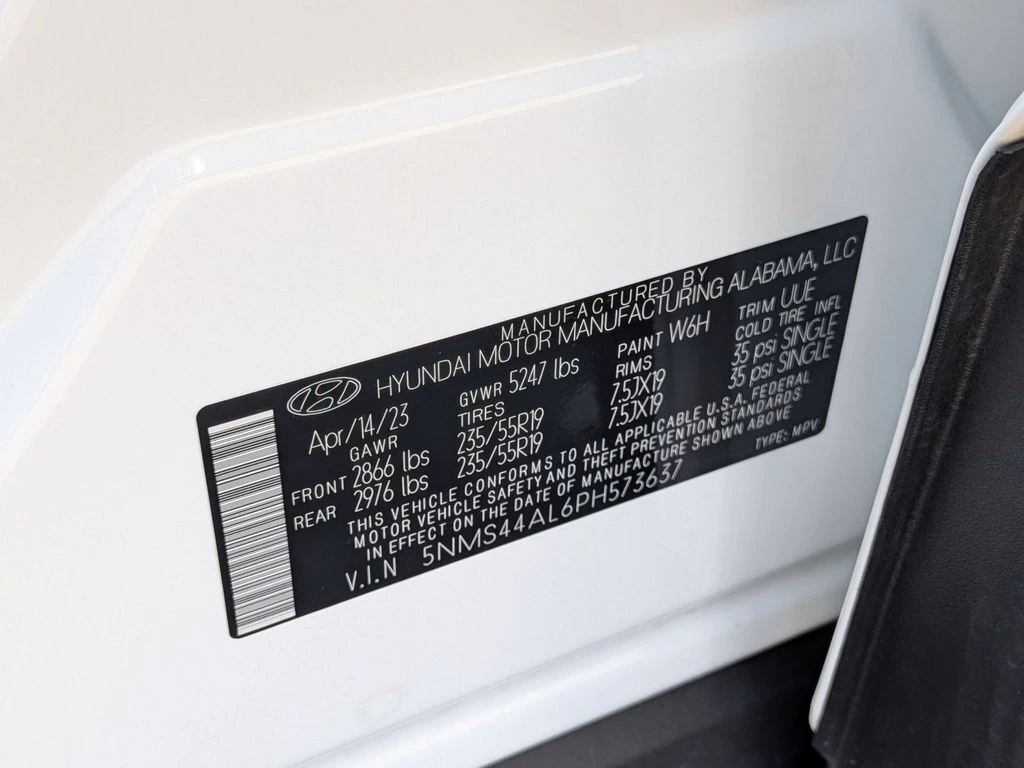 MANUFACTURED BY
HYUNDAI MOTOR MANUFACTURING ALABAMA, LLC
Apr/14/23 GVWR 5247 lbs PAINT W6H TRIM UUE
GAWR TIRES RIMS COLD TIRE INFL
FRONT 2866 lbs 235/55R19 7.5JX19 35 psi SINGLE
REAR 2976 lbs 235/55R19 7.5JX19 35 psi SINGLE
THIS VEHICLE CONFORMS TO ALL APPLICABLE U.S.A. FEDERAL
MOTOR VEHICLE SAFETY AND THEFT PREVENTION STANDARDS
IN EFFECT ON THE DATE OF MANUFACTURE SHOWN ABOVE
V.I.N 5NMS44AL6PH573637 TYPE: MPV